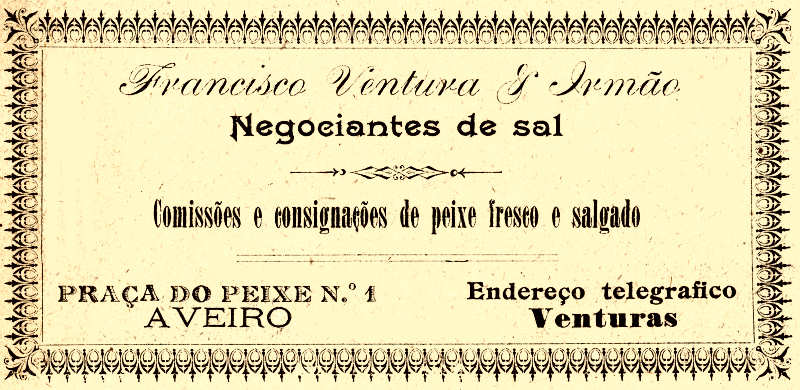 Francisco Ventura & Irmão
Negociantes de sal
Comissões e consignações de peixe fresco e salgado
PRAÇA DO PEIXE N.º 1
AVEIRO
Endereço telegrafico
Venturas